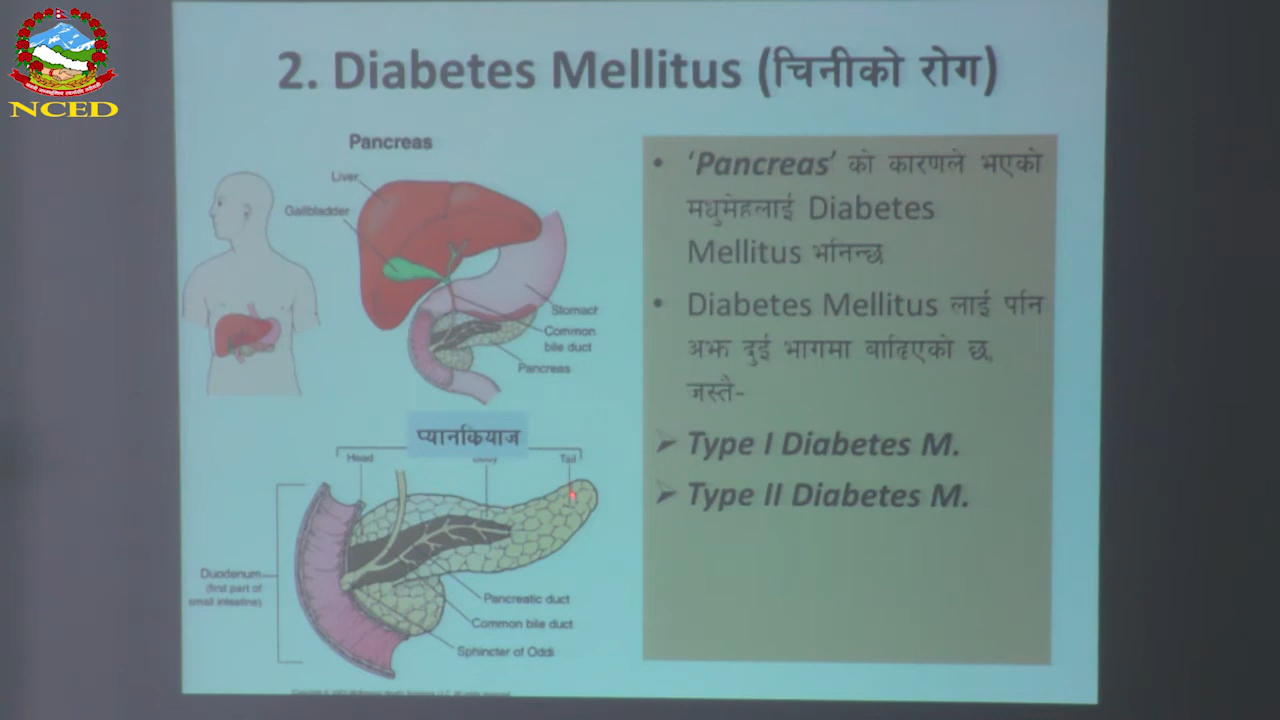 NCED
2. Diabetes Mellitus (चिनीको रोग)
Pancreas
Liver
Gallbladder
Stomach
Common
bile duct
Pancreas
प्यानक्रियाज
Head
Body
Tail
Duodenum
(first part of
small intestine)
Pancreatic duct
Common bile duct
Sphincter of Oddi
• ‘Pancreas’ को कारणले भएको
मधुमेहलाई Diabetes
Mellitus भनिन्छ
• Diabetes Mellitus लाई पनि
अझ दुई भागमा बाढिएको छ,
जस्तै-
➢ Type I Diabetes M.
➢ Type II Diabetes M.